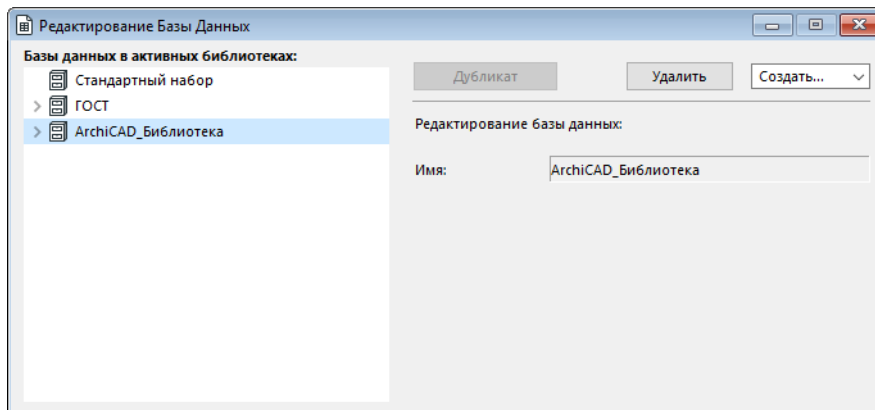 Редактирование Базы Данных
Базы данных в активных библиотеках:
Стандартный набор
ГОСТ
ArchiCAD_Библиотека
Дубликат Удалить Создать...
Редактирование базы данных:
Имя: ArchiCAD_Библиотека